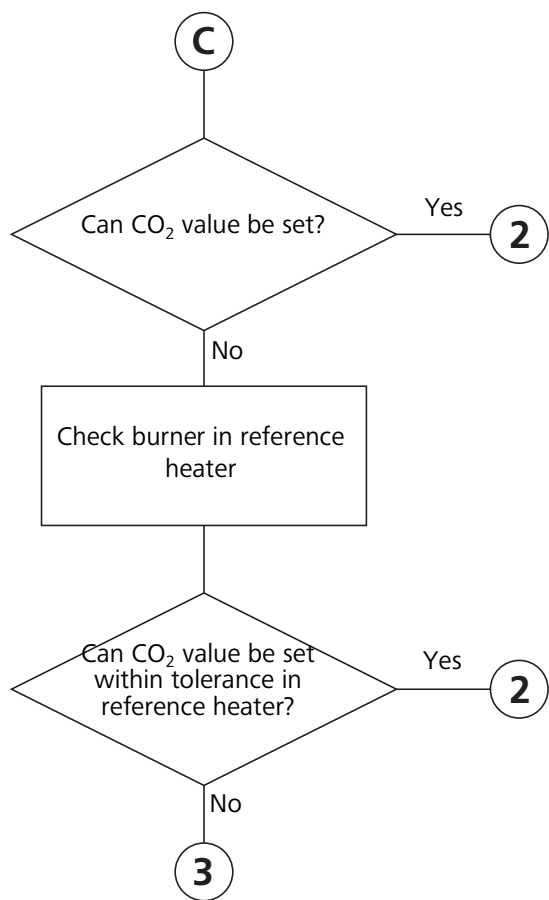 C
Can CO₂ value be set?
Yes
2
No
Check burner in reference
heater
Can CO₂ value be set
within tolerance in
reference heater?
Yes
2
No
3